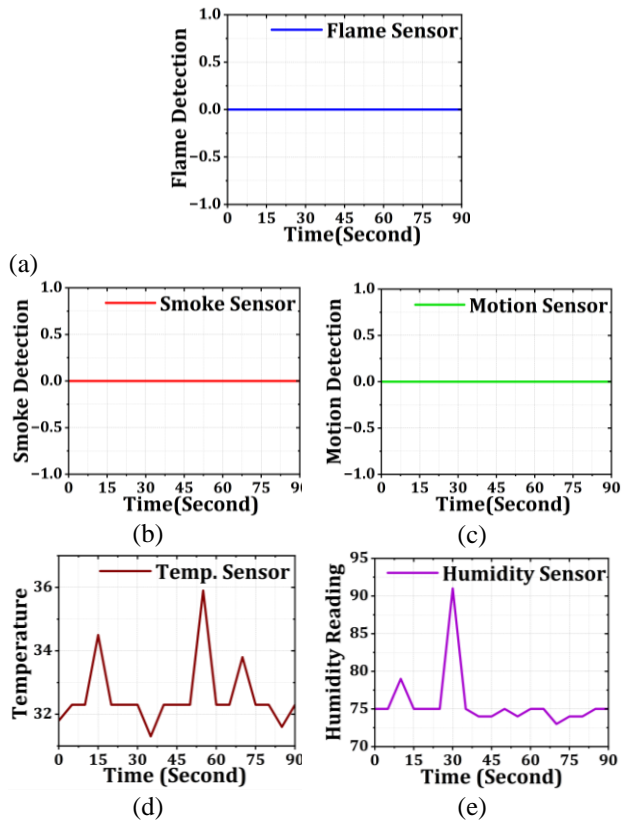 Flame Sensor
Flame Detection
1.0
0.5
0.0
−0.5
−1.0
0 15 30 45 60 75 90
Time(Second)
(a)
Smoke Sensor
Smoke Detection
1.0
0.5
0.0
−0.5
−1.0
0 15 30 45 60 75 90
Time(Second)
(b)
Motion Sensor
Motion Detection
1.0
0.5
0.0
−0.5
−1.0
0 15 30 45 60 75 90
Time(Second)
(c)
Temp. Sensor
Temperature
36
34
32
0 15 30 45 60 75 90
Time (Second)
(d)
Humidity Sensor
Humidity Reading
95
90
85
80
75
70
0 15 30 45 60 75 90
Time (Second)
(e)